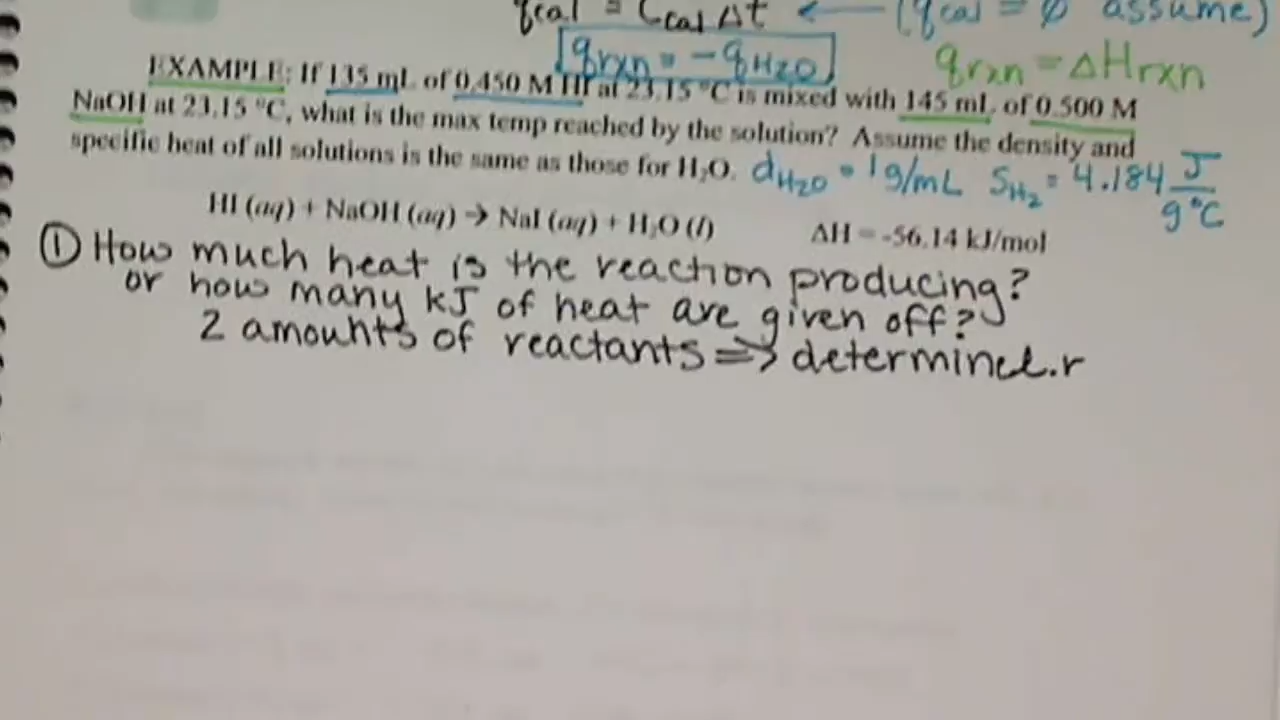 qcal = Ccal Δt ← (qcal = ∅ assume)
[qrxn = -qH2O]
qrxn = ΔHrxn
EXAMPLE: If 135 mL of 0.450 M HI at 23.15 °C is mixed with 145 mL of 0.500 M
NaOH at 23.15 °C, what is the max temp reached by the solution? Assume the density and
specific heat of all solutions is the same as those for H₂O. dH2O = 1g/mL SH2 = 4.184 J/g°C
HI (aq) + NaOH (aq) → NaI (aq) + H₂O (l) ΔH = -56.14 kJ/mol
① How much heat is the reaction producing?
or how many kJ of heat are given off?
2 amounts of reactants => determine l.r